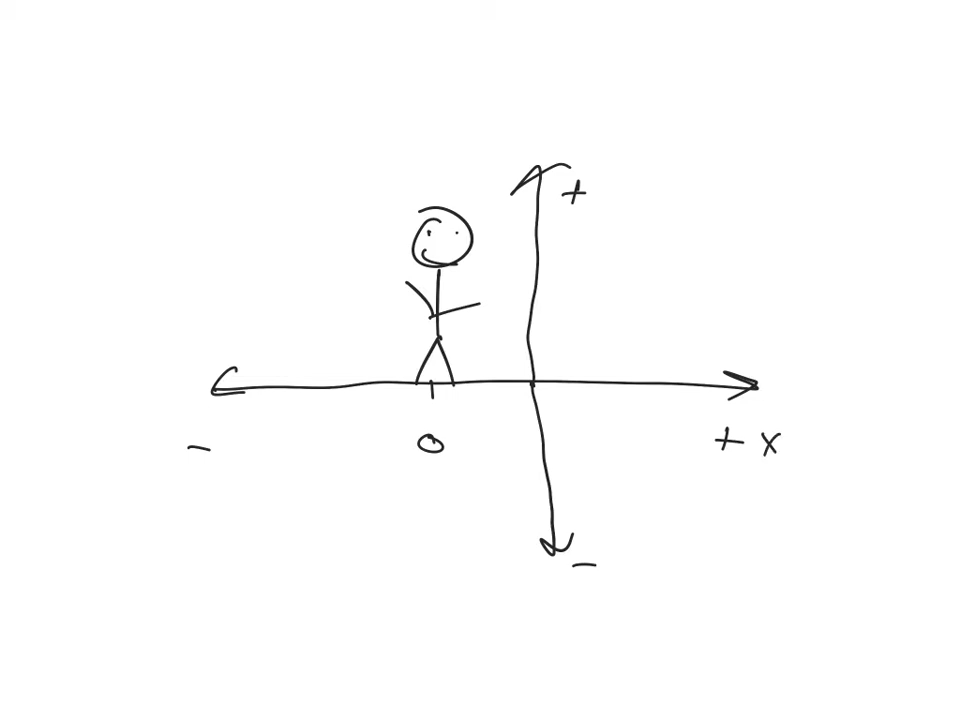 +
- 0 + x
-